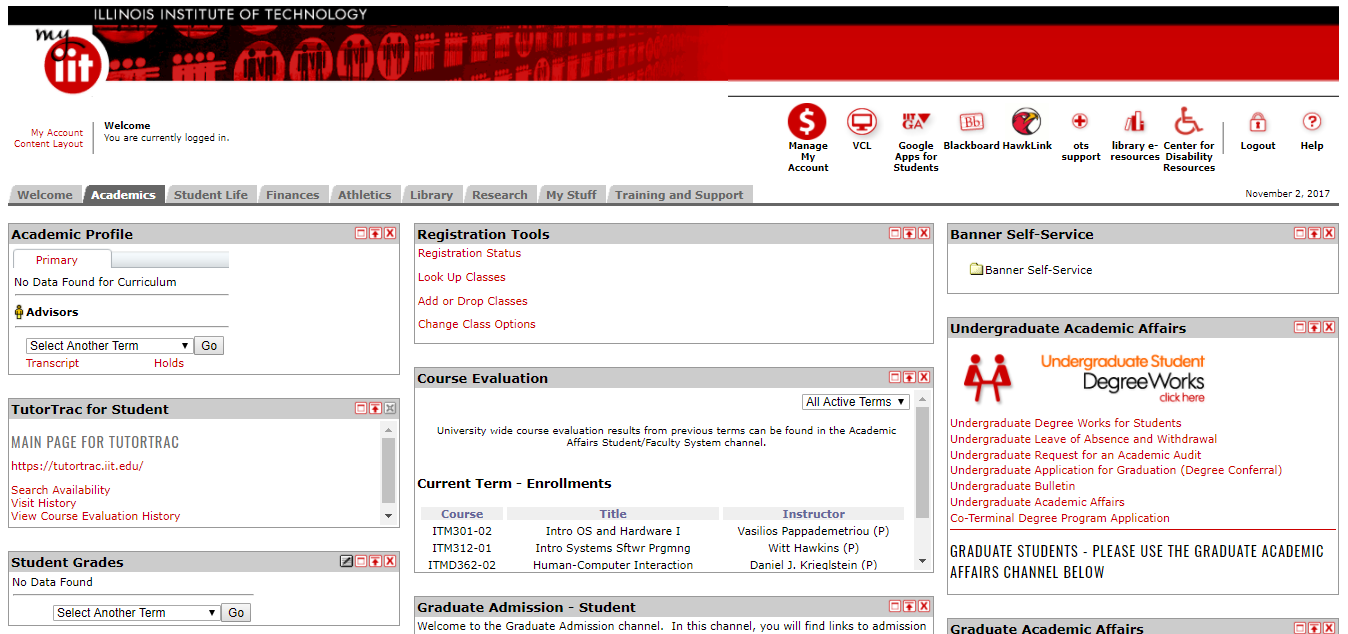 ILLINOIS INSTITUTE OF TECHNOLOGY
my
iit
My Account
Content Layout
Welcome
You are currently logged in.
Manage My Account
VCL
Google Apps for Students
Blackboard
HawkLink
ots support
library e-resources
Center for Disability Resources
Logout
Help
Welcome Academics Student Life Finances Athletics Library Research My Stuff Training and Support
November 2, 2017
Academic Profile
Primary
No Data Found for Curriculum
Advisors
Select Another Term Go
Transcript Holds
TutorTrac for Student
MAIN PAGE FOR TUTORTRAC
https://tutortrac.iit.edu/
Search Availability
Visit History
View Course Evaluation History
Student Grades
No Data Found
Select Another Term Go
Registration Tools
Registration Status
Look Up Classes
Add or Drop Classes
Change Class Options
Course Evaluation
All Active Terms
University wide course evaluation results from previous terms can be found in the Academic
Affairs Student/Faculty System channel.
Current Term - Enrollments
Course Title Instructor
ITM301-02 Intro OS and Hardware I Vasilios Pappademetriou (P)
ITM312-01 Intro Systems Sftwr Prgmng Witt Hawkins (P)
ITMD362-02 Human-Computer Interaction Daniel J. Krieglstein (P)
Graduate Admission - Student
Welcome to the Graduate Admission channel. In this channel, you will find links to admission
Banner Self-Service
Banner Self-Service
Undergraduate Academic Affairs
Undergraduate Student
DegreeWorks
click here
Undergraduate Degree Works for Students
Undergraduate Leave of Absence and Withdrawal
Undergraduate Request for an Academic Audit
Undergraduate Application for Graduation (Degree Conferral)
Undergraduate Bulletin
Undergraduate Academic Affairs
Co-Terminal Degree Program Application
GRADUATE STUDENTS - PLEASE USE THE GRADUATE ACADEMIC
AFFAIRS CHANNEL BELOW
Graduate Academic Affairs